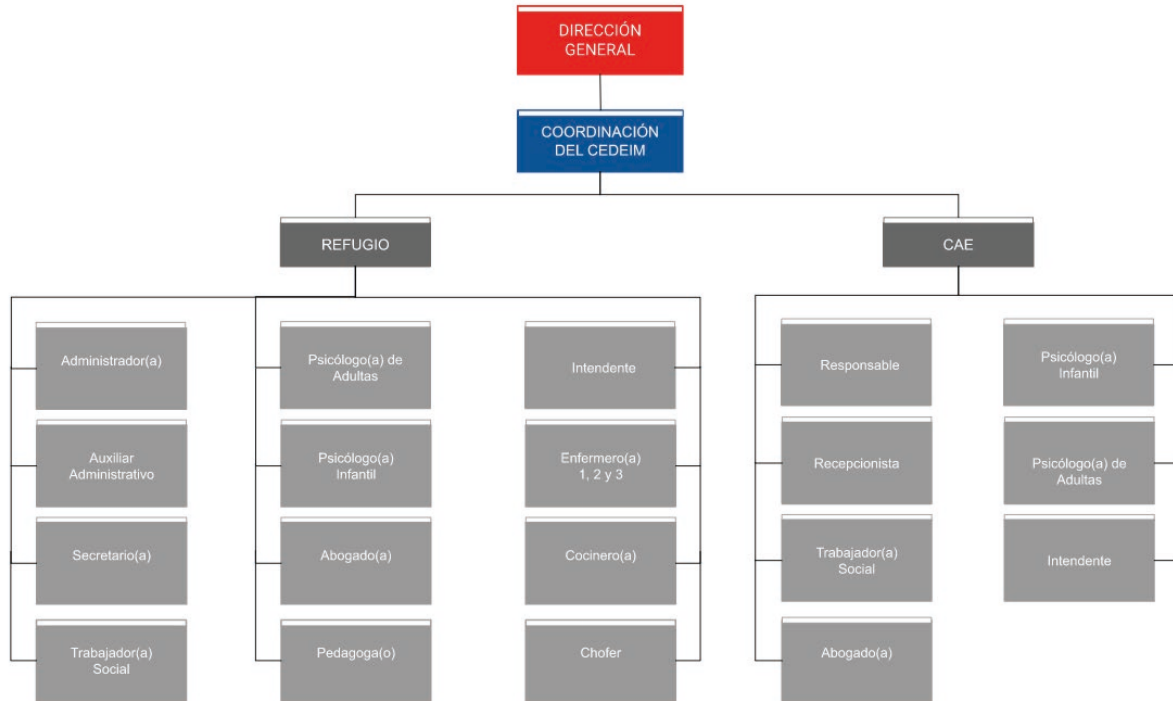 DIRECCIÓN
GENERAL
COORDINACIÓN
DEL CEDEIM
REFUGIO
CAE
Administrador(a)
Auxiliar
Administrativo
Secretario(a)
Trabajador(a)
Social
Psicólogo(a) de
Adultas
Psicólogo(a)
Infantil
Abogado(a)
Pedagoga(o)
Intendente
Enfermero(a)
1, 2 y 3
Cocinero(a)
Chofer
Responsable
Recepcionista
Trabajador(a)
Social
Abogado(a)
Psicólogo(a)
Infantil
Psicólogo(a) de
Adultas
Intendente